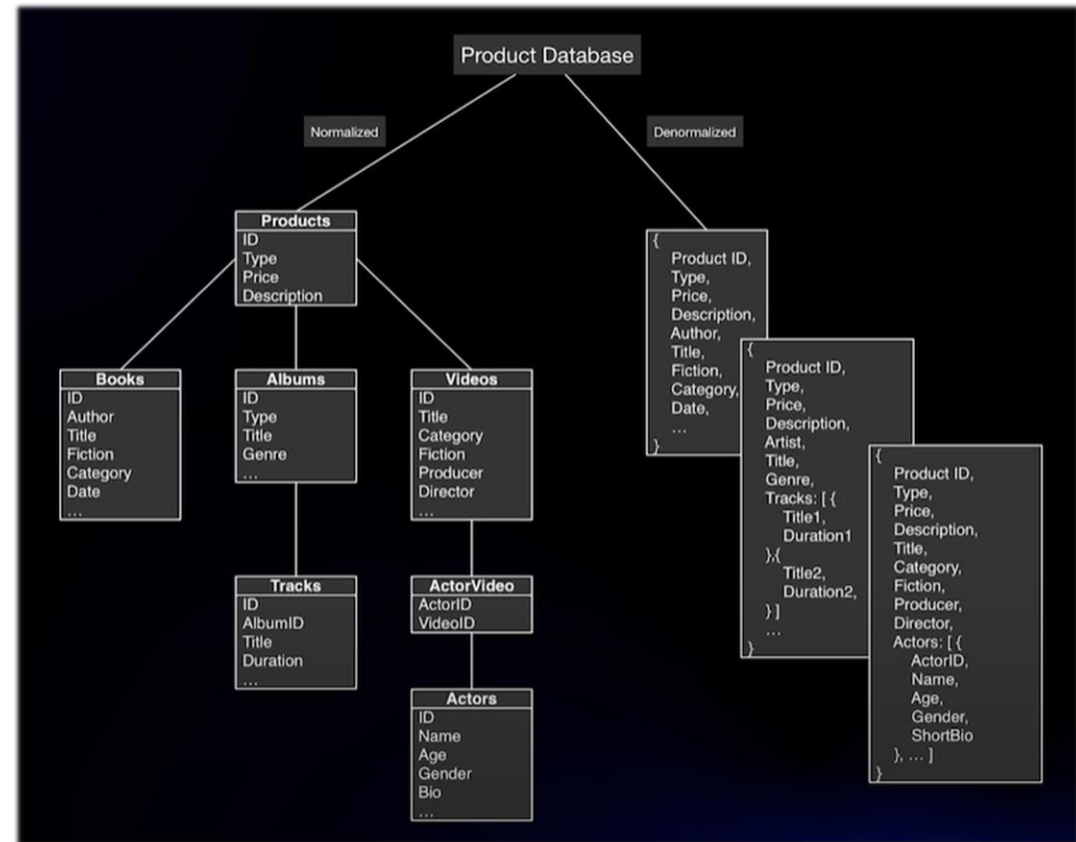 Product Database
Normalized
Denormalized
Products
ID
Type
Price
Description
Books
ID
Author
Title
Fiction
Category
Date
...
Albums
ID
Type
Title
Genre
...
Videos
ID
Title
Category
Fiction
Producer
Director
...
Tracks
ID
AlbumID
Title
Duration
...
ActorVideo
ActorID
VideoID
Actors
ID
Name
Age
Gender
Bio
...
{
Product ID,
Type,
Price,
Description,
Author,
Title,
Fiction,
Category,
Date,
...
}
{
Product ID,
Type,
Price,
Description,
Artist,
Title,
Genre,
Tracks: [ {
Title1,
Duration1
},{
Title2,
Duration2,
} ]
...
}
{
Product ID,
Type,
Price,
Description,
Title,
Category,
Fiction,
Producer,
Director,
Actors: [ {
ActorID,
Name,
Age,
Gender,
ShortBio
}, ... ]
}